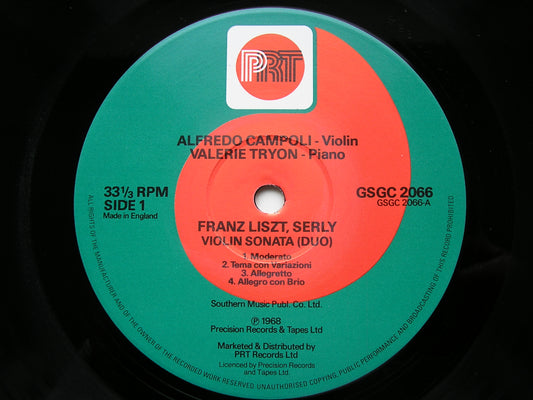 PRT
ALFREDO CAMPOLI - Violin
VALERIE TRYON - Piano
33⅓ RPM
SIDE 1
Made in England
GSGC 2066
GSGC 2066-A
FRANZ LISZT, SERLY
VIOLIN SONATA (DUO)
1. Moderato
2. Tema con Variazioni
3. Allegretto
4. Allegro con Brio
Southern Music Publ. Co. Ltd.
℗ 1968
Precision Records & Tapes Ltd
Marketed & Distributed by
PRT Records Ltd
Licenced by Precision Records
and Tapes Ltd.
ALL RIGHTS OF THE MANUFACTURER AND OF THE OWNER OF THE RECORDED WORK RESERVED. UNAUTHORISED COPYING, PUBLIC PERFORMANCE AND BROADCASTING OF THIS RECORD PROHIBITED